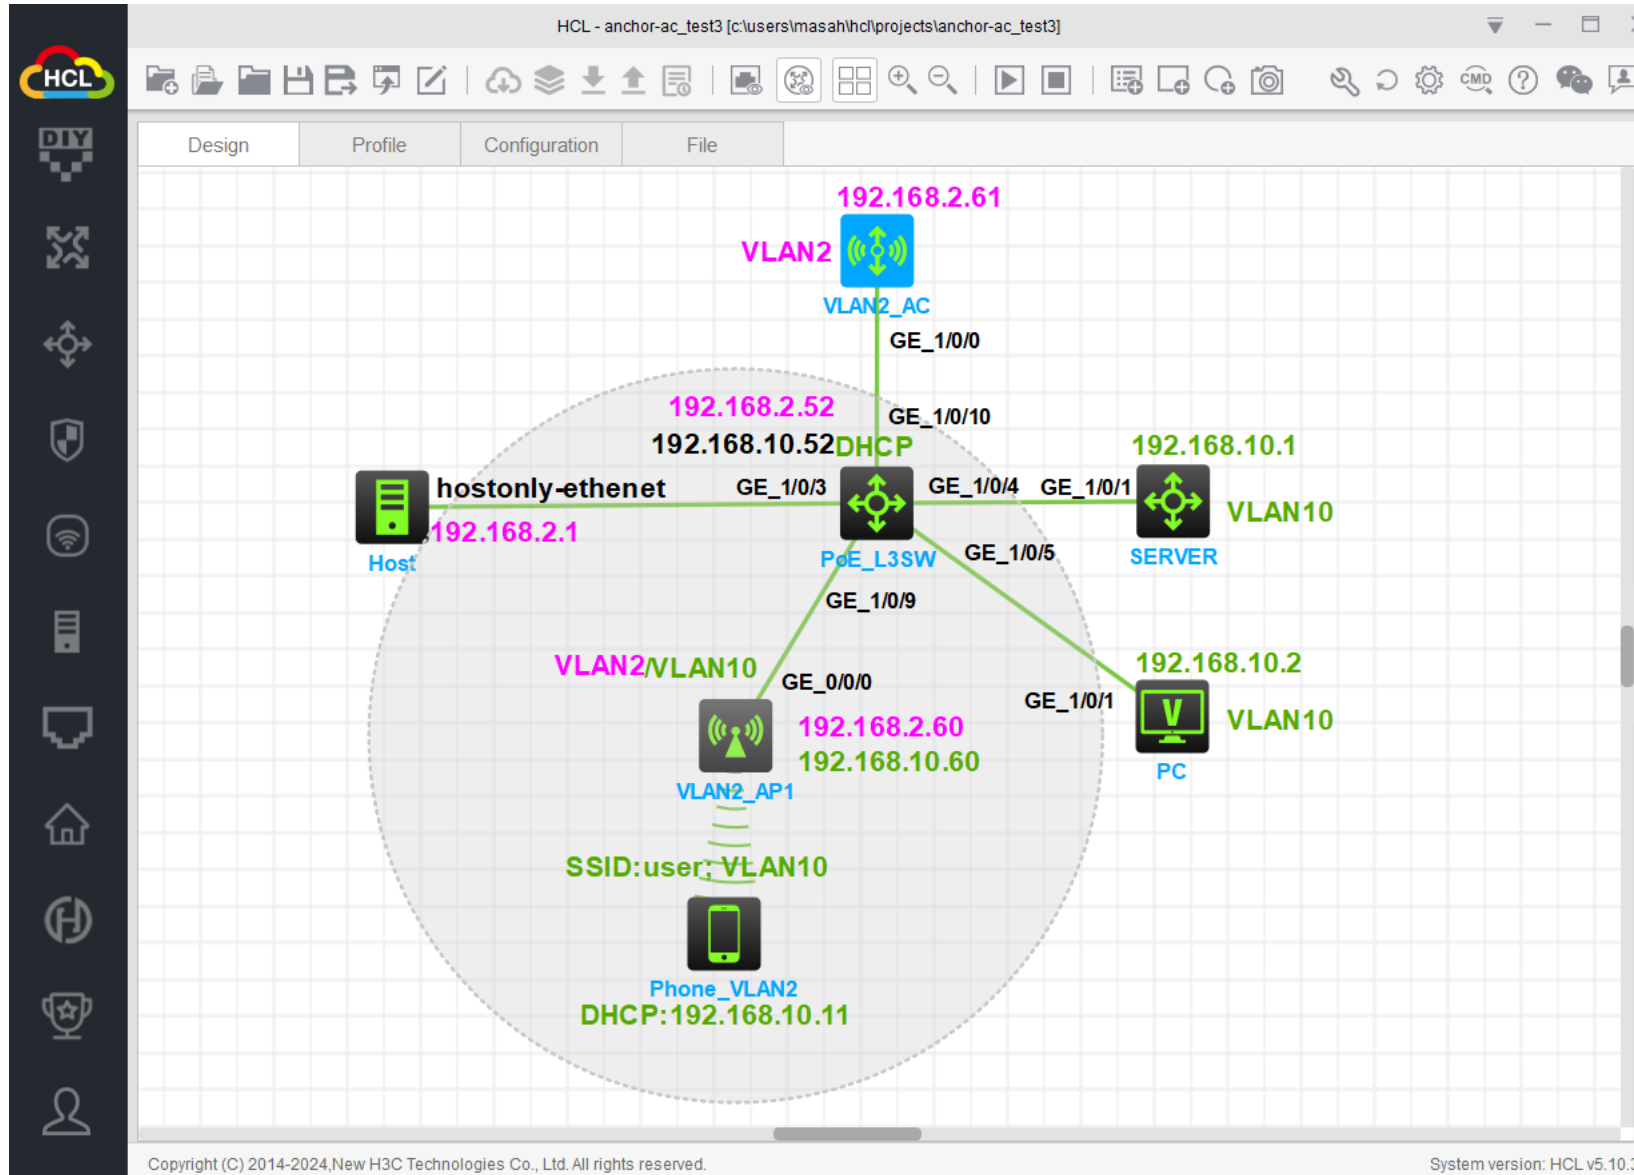 HCL - anchor-ac_test3 [c:\users\masah\hcl\projects\anchor-ac_test3]
HCL
DIY
CMD
Design Profile Configuration File
192.168.2.61
VLAN2
VLAN2_AC
GE_1/0/0
192.168.2.52
GE_1/0/10
192.168.10.52 DHCP
192.168.10.1
hostonly-ethenet
GE_1/0/3
GE_1/0/4
GE_1/0/1
VLAN10
192.168.2.1
Host
PoE_L3SW
GE_1/0/5
SERVER
GE_1/0/9
VLAN2/VLAN10
GE_0/0/0
192.168.10.2
GE_1/0/1
VLAN10
192.168.2.60
192.168.10.60
PC
VLAN2_AP1
SSID:user; VLAN10
Phone_VLAN2
DHCP:192.168.10.11
Copyright (C) 2014-2024,New H3C Technologies Co., Ltd. All rights reserved.
System version: HCL v5.10.3